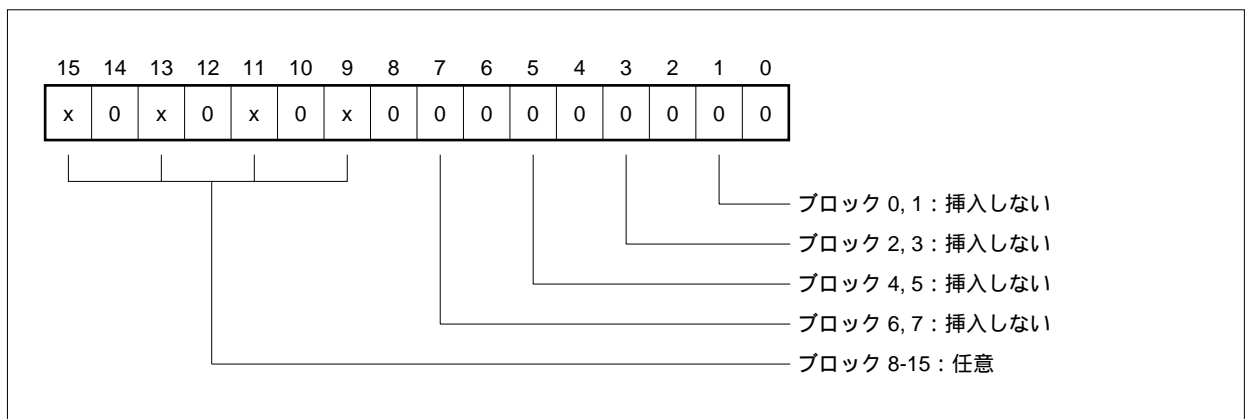 15 14 13 12 11 10 9 8 7 6 5 4 3 2 1 0
x 0 x 0 x 0 x 0 0 0 0 0 0 0 0 0
ブロック 0, 1：挿入しない
ブロック 2, 3：挿入しない
ブロック 4, 5：挿入しない
ブロック 6, 7：挿入しない
ブロック 8-15：任意